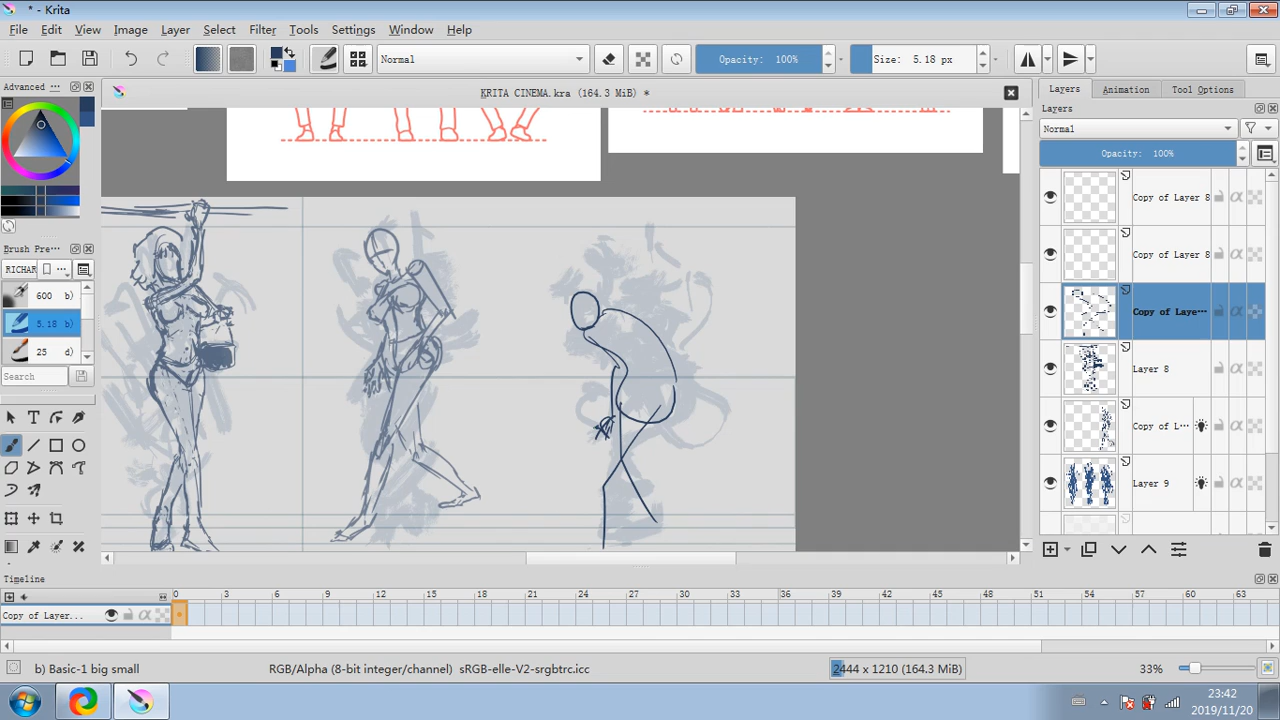 * - Krita
File Edit View Image Layer Select Filter Tools Settings Window Help
Normal Opacity: 100% Size: 5.18 px
Advanced ...
KRITA CINEMA.kra (164.3 MiB) *
Layers Animation Tool Options
Layers
Normal
Opacity: 100%
Brush Pre...
RICHAR ...
600 b)
5.18 b)
25 d)
Search
Copy of Layer 8
Copy of Layer 8
Copy of Laye...
Layer 8
Copy of L...
Layer 9
Timeline
0 3 6 9 12 15 18 21 24 27 30 33 36 39 42 45 48 51 54 57 60 63
Copy of Layer...
b) Basic-1 big small RGB/Alpha (8-bit integer/channel) sRGB-elle-V2-srgbtrc.icc 2444 x 1210 (164.3 MiB) 33%
23:42
2019/11/20